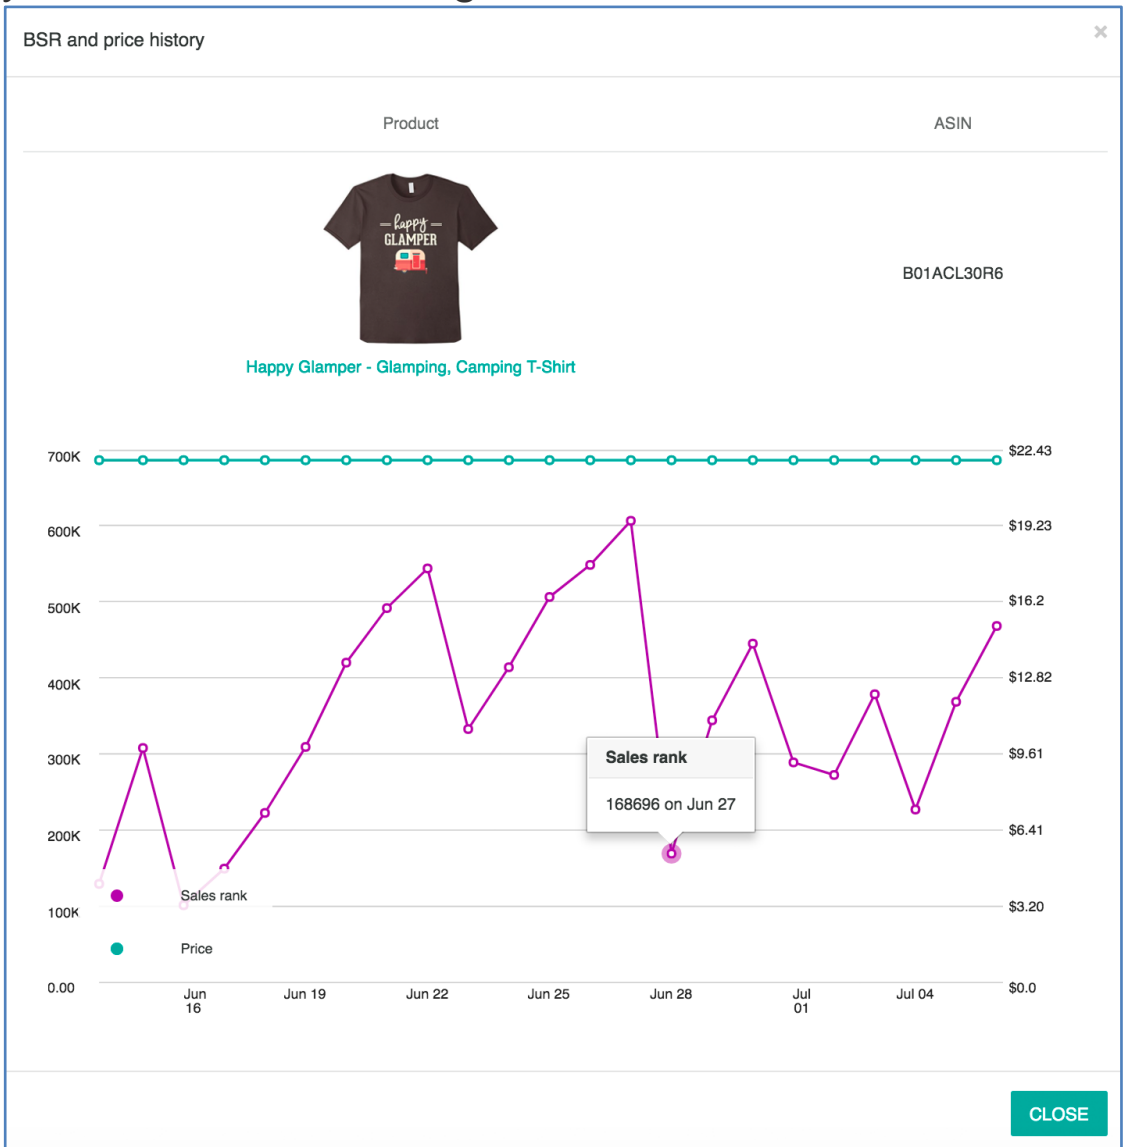 BSR and price history
×
Product
ASIN
— happy —
GLAMPER
B01ACL30R6
Happy Glamper - Glamping, Camping T-Shirt
700K
$22.43
600K
$19.23
500K
$16.2
400K
$12.82
300K
$9.61
Sales rank
168696 on Jun 27
200K
$6.41
Sales rank
100K
$3.20
Price
0.00
$0.0
Jun 16
Jun 19
Jun 22
Jun 25
Jun 28
Jul 01
Jul 04
CLOSE